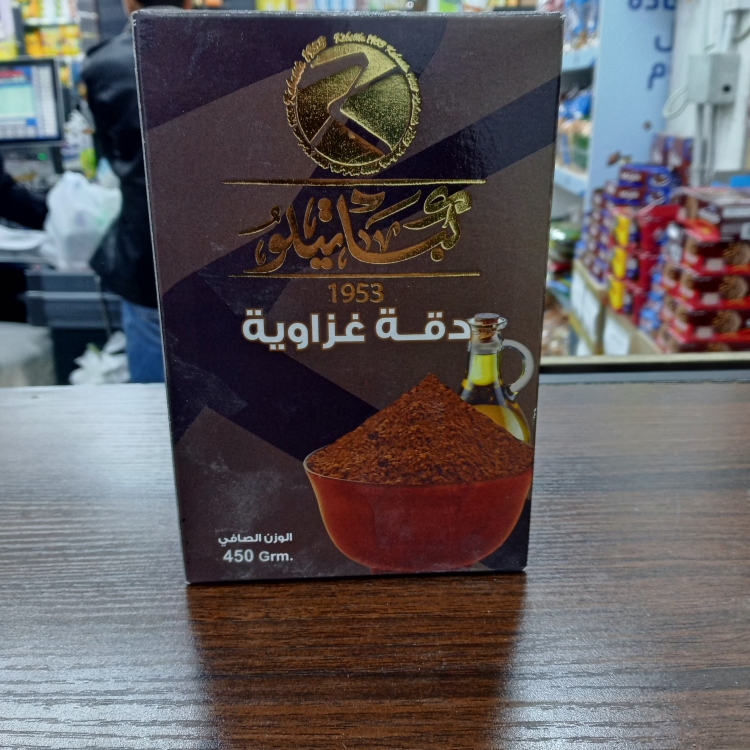 كباتيلو
1953
دقة غزاوية
الوزن الصافي
450 Grm.